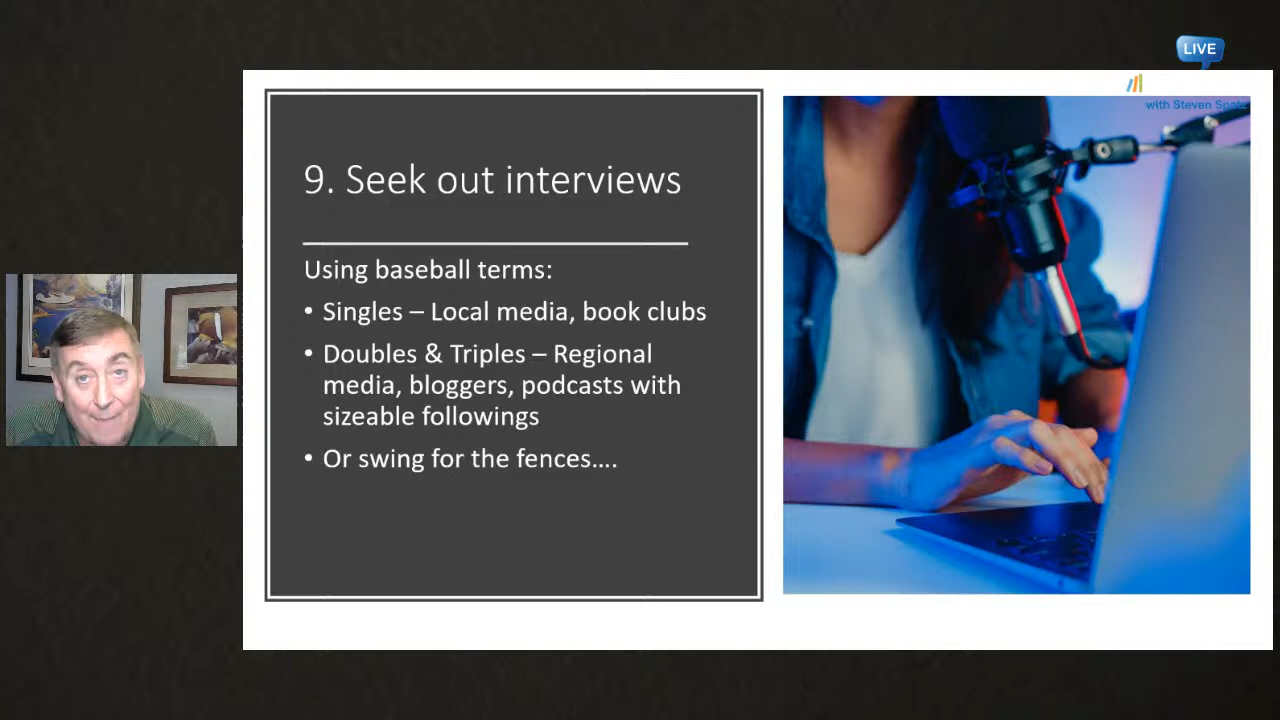 LIVE
with Steven Spatz
9. Seek out interviews
Using baseball terms:
• Singles – Local media, book clubs
• Doubles & Triples – Regional
media, bloggers, podcasts with
sizeable followings
• Or swing for the fences....